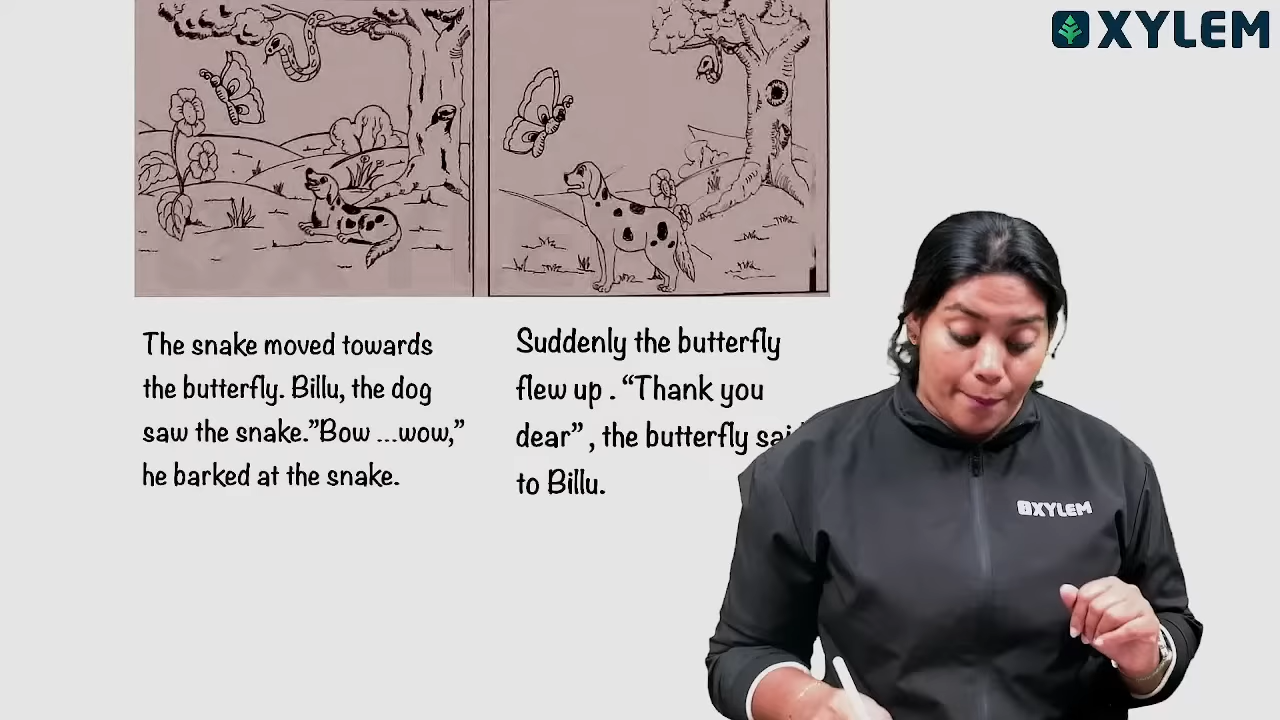 XYLEM
The snake moved towards
the butterfly. Billu, the dog
saw the snake.”Bow ...wow,”
he barked at the snake.
Suddenly the butterfly
flew up . “Thank you
dear” , the butterfly
to Billu.
XYLEM